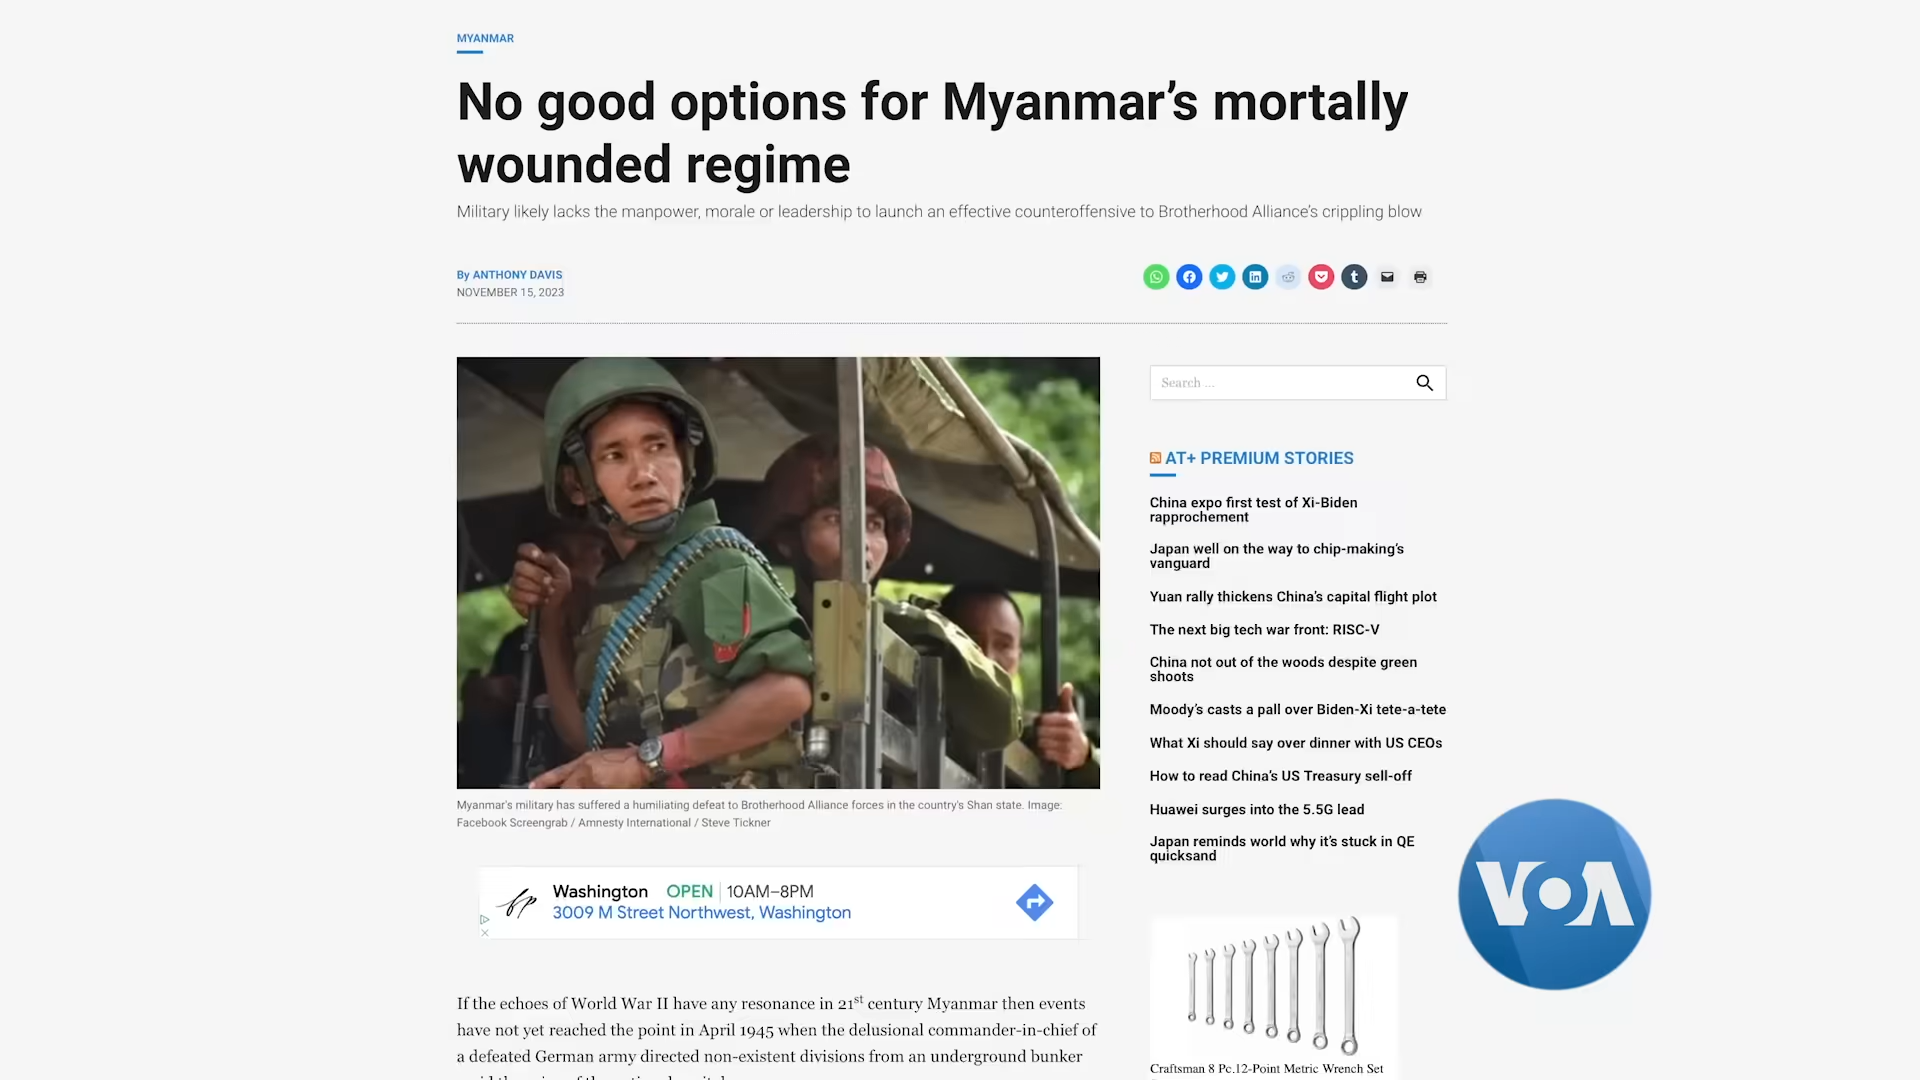 MYANMAR
No good options for Myanmar’s mortally
wounded regime
Military likely lacks the manpower, morale or leadership to launch an effective counteroffensive to Brotherhood Alliance’s crippling blow
By ANTHONY DAVIS
NOVEMBER 15, 2023
Search ...
AT+ PREMIUM STORIES
China expo first test of Xi-Biden
rapprochement
Japan well on the way to chip-making’s
vanguard
Yuan rally thickens China’s capital flight plot
The next big tech war front: RISC-V
China not out of the woods despite green
shoots
Moody’s casts a pall over Biden-Xi tete-a-tete
What Xi should say over dinner with US CEOs
How to read China’s US Treasury sell-off
Huawei surges into the 5.5G lead
Japan reminds world why it’s stuck in QE
quicksand
Myanmar's military has suffered a humiliating defeat to Brotherhood Alliance forces in the country's Shan state. Image:
Facebook Screengrab / Amnesty International / Steve Tickner
Washington OPEN 10AM–8PM
3009 M Street Northwest, Washington
VOA
Craftsman 8 Pc.12-Point Metric Wrench Set
If the echoes of World War II have any resonance in 21st century Myanmar then events
have not yet reached the point in April 1945 when the delusional commander-in-chief of
a defeated German army directed non-existent divisions from an underground bunker